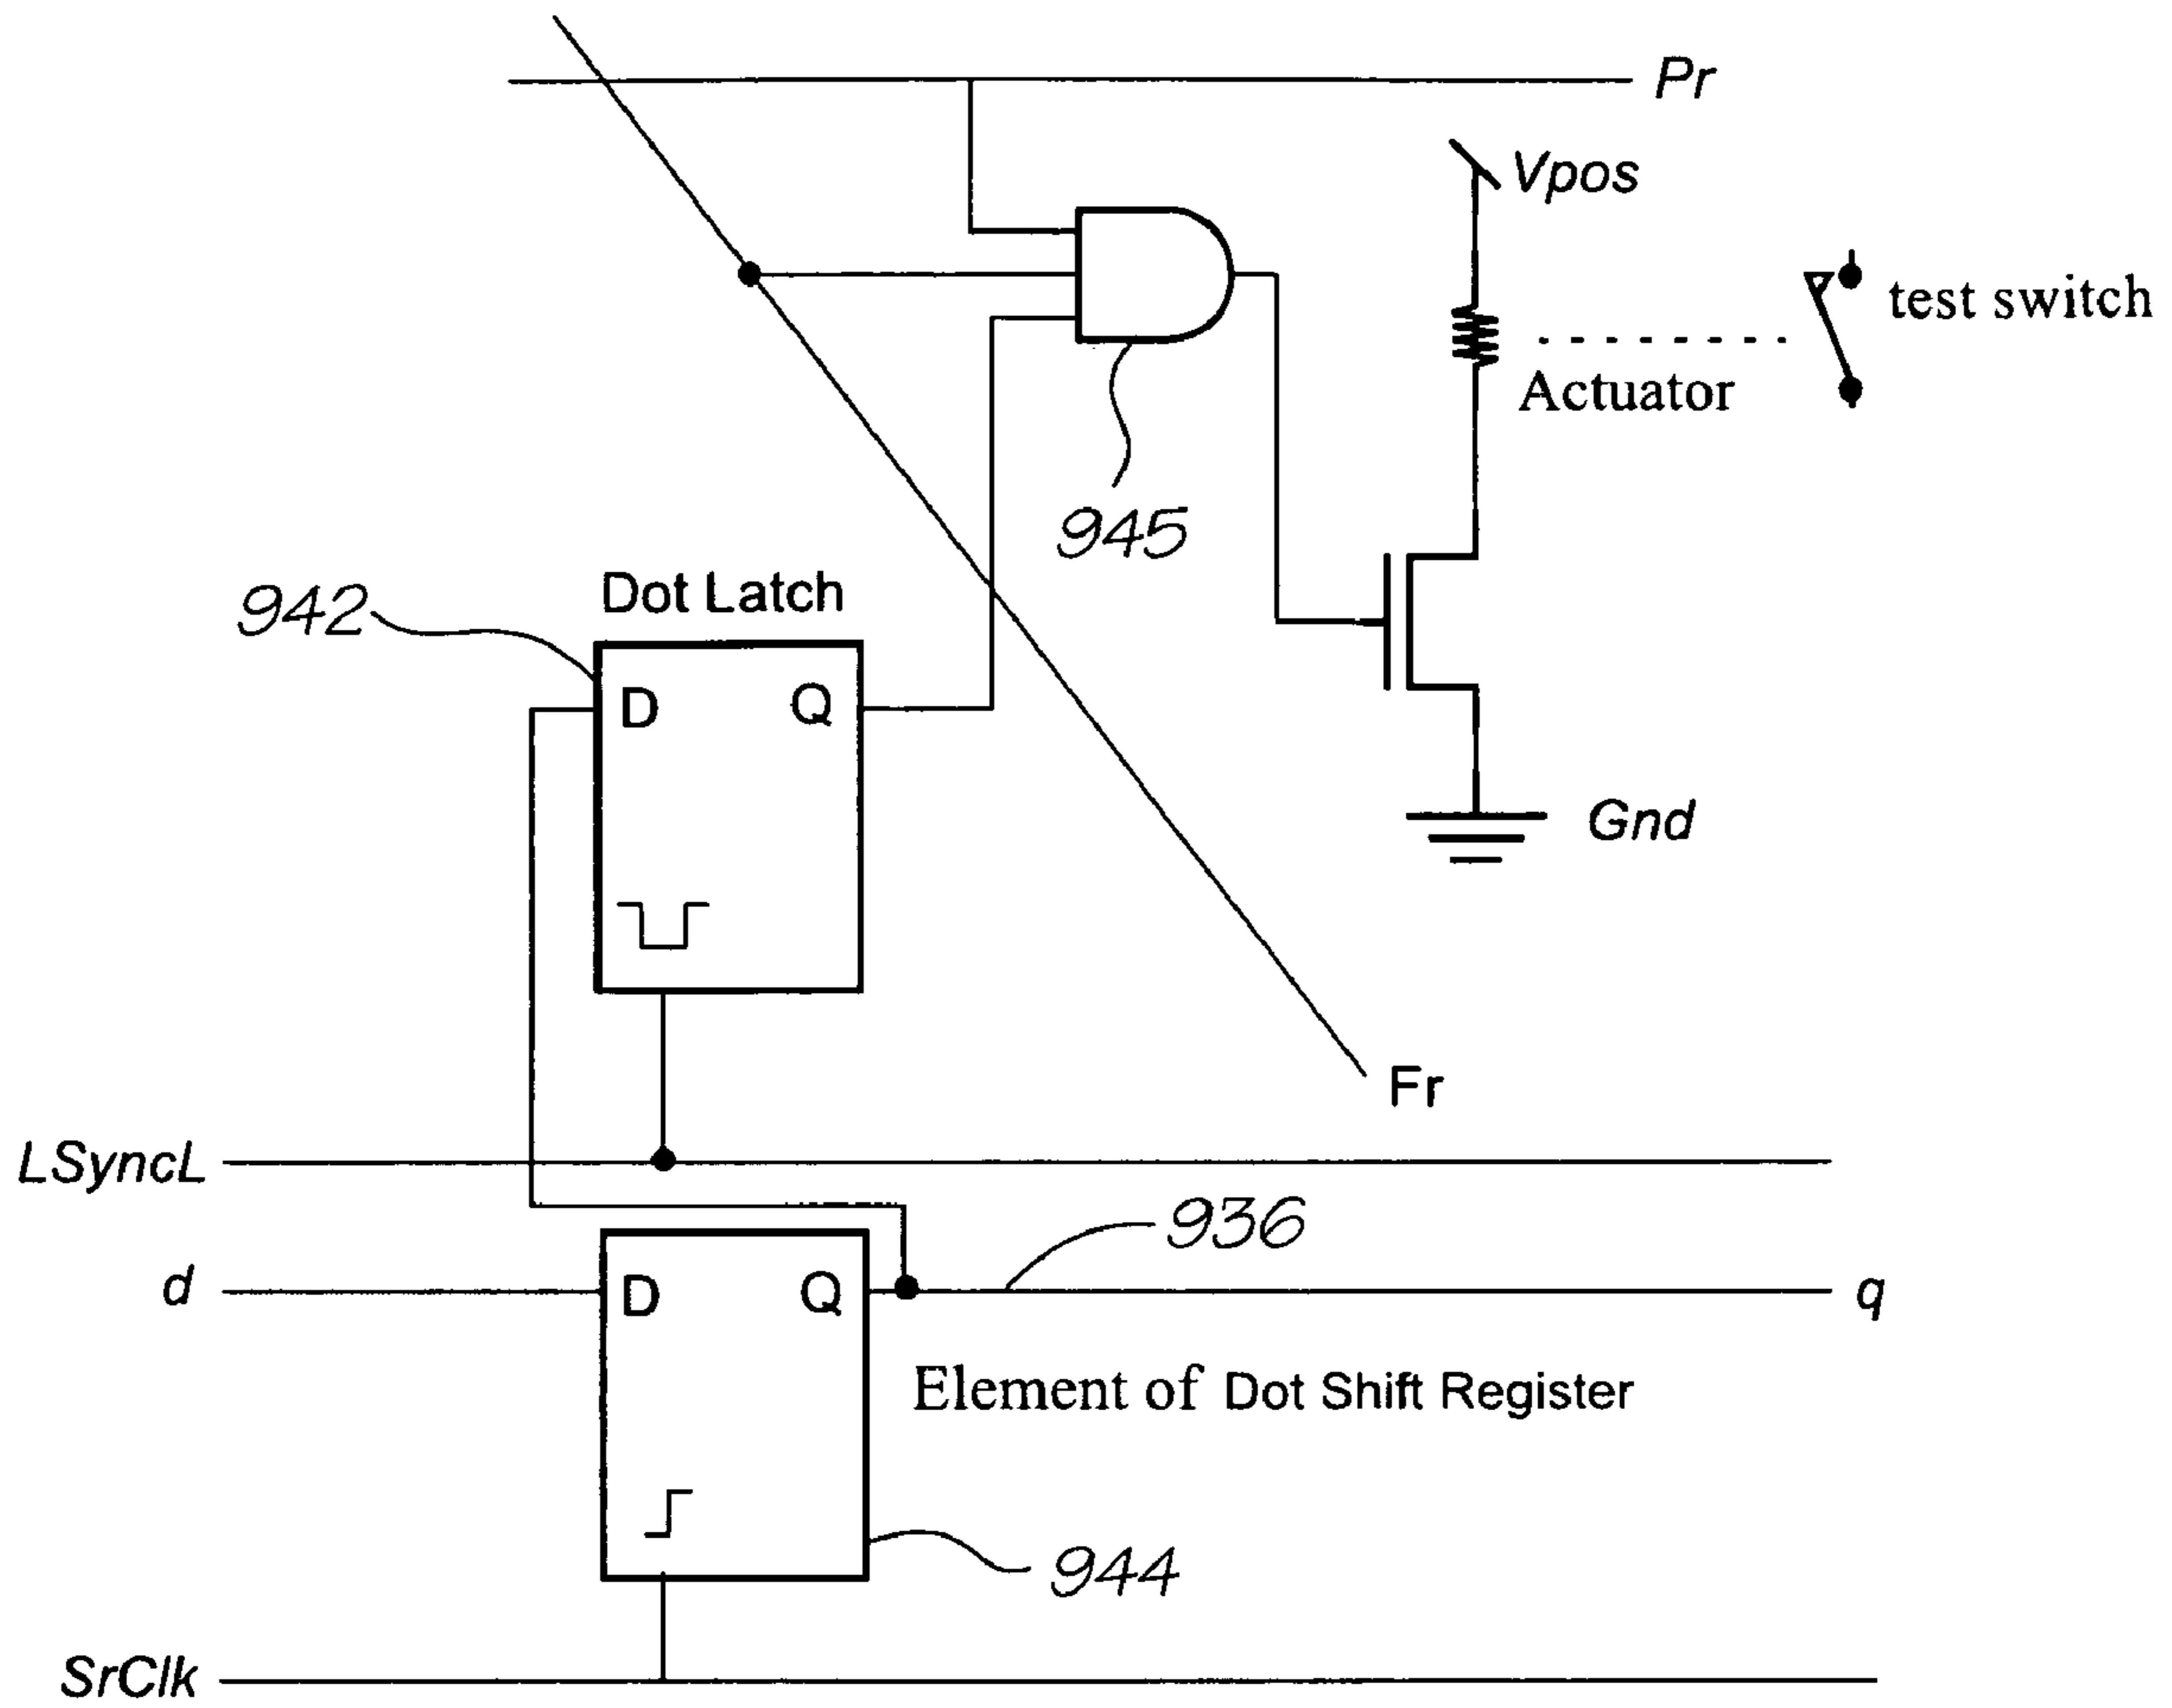 Pr
Vpos
test switch
Actuator
945
942
Dot Latch
D
Q
Gnd
Fr
LSyncL
936
d
D
Q
q
Element of Dot Shift Register
944
SrClk